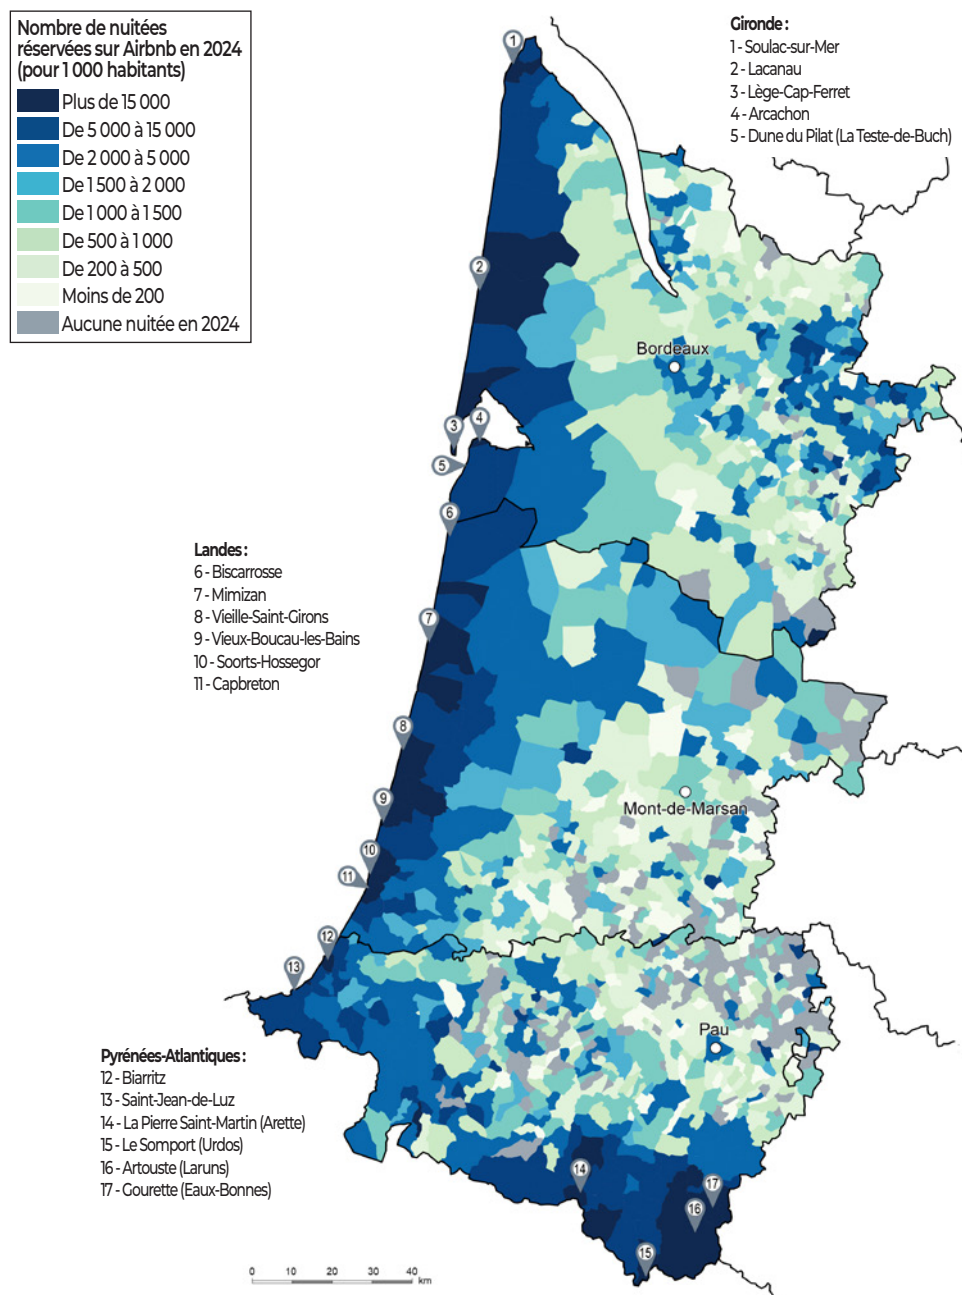 Nombre de nuitées
réservées sur Airbnb en 2024
(pour 1 000 habitants)
Plus de 15 000
De 5 000 à 15 000
De 2 000 à 5 000
De 1 500 à 2 000
De 1 000 à 1 500
De 500 à 1 000
De 200 à 500
Moins de 200
Aucune nuitée en 2024
Gironde :
1 - Soulac-sur-Mer
2 - Lacanau
3 - Lège-Cap-Ferret
4 - Arcachon
5 - Dune du Pilat (La Teste-de-Buch)
1
2
Bordeaux
3
4
5
6
Landes :
6 - Biscarrosse
7 - Mimizan
8 - Vieille-Saint-Girons
9 - Vieux-Boucau-les-Bains
10 - Soorts-Hossegor
11 - Capbreton
7
8
9
Mont-de-Marsan
10
11
12
13
Pau
Pyrénées-Atlantiques :
12 - Biarritz
13 - Saint-Jean-de-Luz
14 - La Pierre Saint-Martin (Arette)
15 - Le Somport (Urdos)
16 - Artouste (Laruns)
17 - Gourette (Eaux-Bonnes)
14
17
16
15
0 10 20 30 40
km